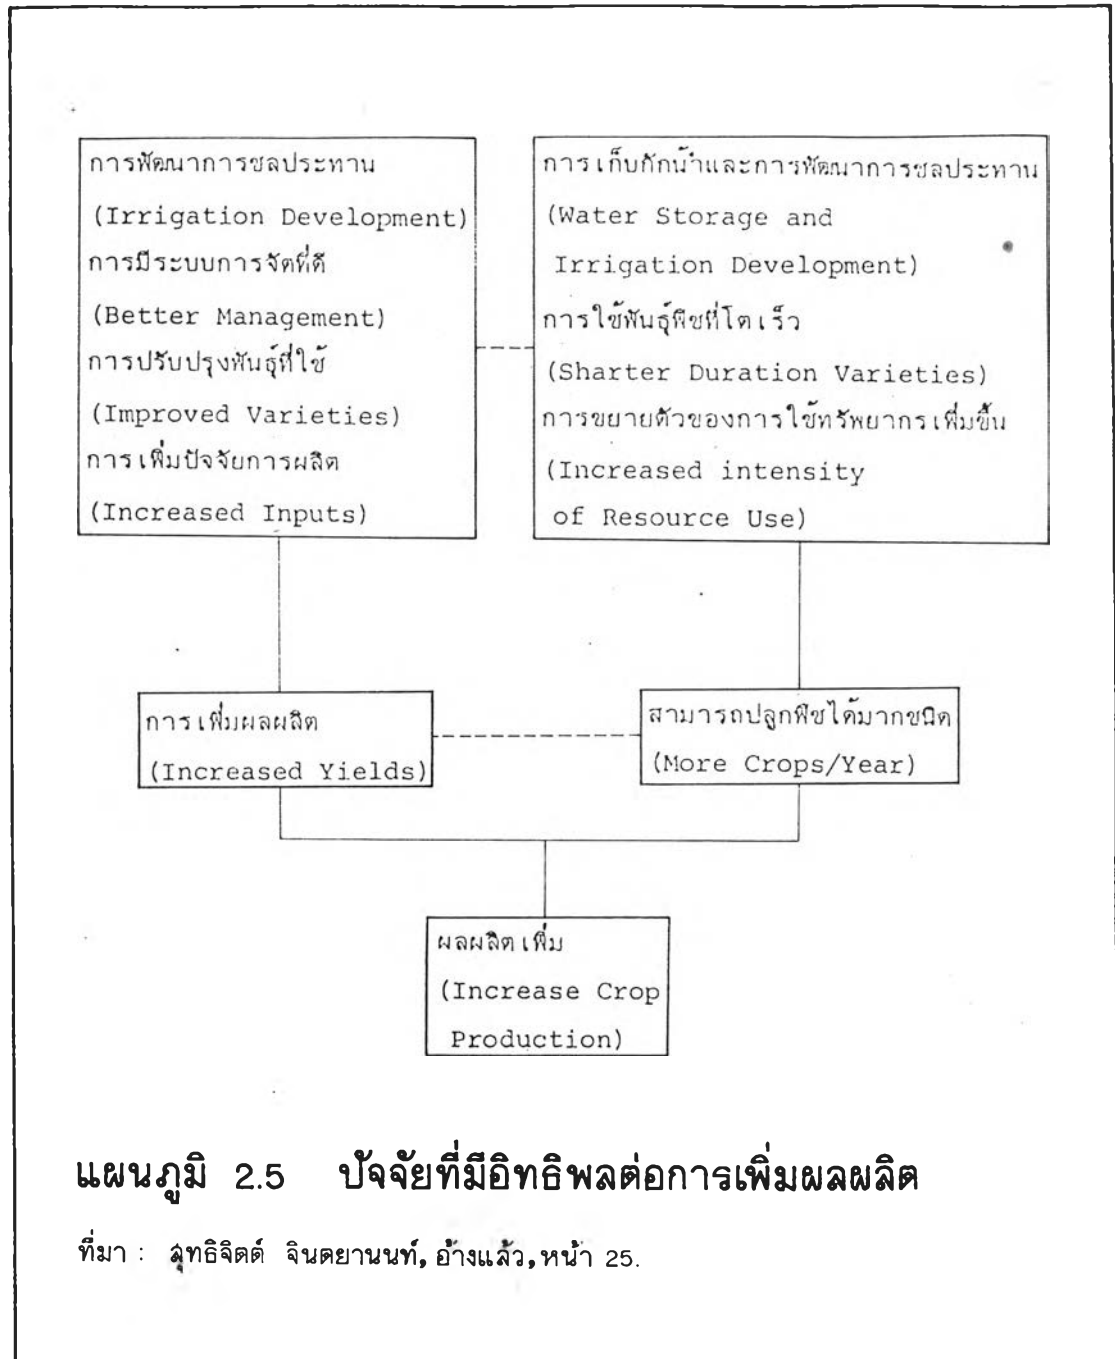 การพัฒนาการชลประทาน
(Irrigation Development)
การมีระบบการจัดที่ดี
(Better Management)
การปรับปรุงพันธุ์ที่ใช้
(Improved Varieties)
การเพิ่มปัจจัยการผลิต
(Increased Inputs)
การเก็บกักน้ำและการพัฒนาการชลประทาน
(Water Storage and
Irrigation Development)
การใช้พันธุ์พืชที่โตเร็ว
(Sharter Duration Varieties)
การขยายตัวของการใช้ทรัพยากรเพิ่มขึ้น
(Increased intensity
of Resource Use)
การเพิ่มผลผลิต
(Increased Yields)
สามารถปลูกพืชได้มากชนิด
(More Crops/Year)
ผลผลิตเพิ่ม
(Increase Crop
Production)
แผนภูมิ 2.5 ปัจจัยที่มีอิทธิพลต่อการเพิ่มผลผลิต
ที่มา : สุทธิจิตต์ จินตยานนท์, อ้างแล้ว, หน้า 25.